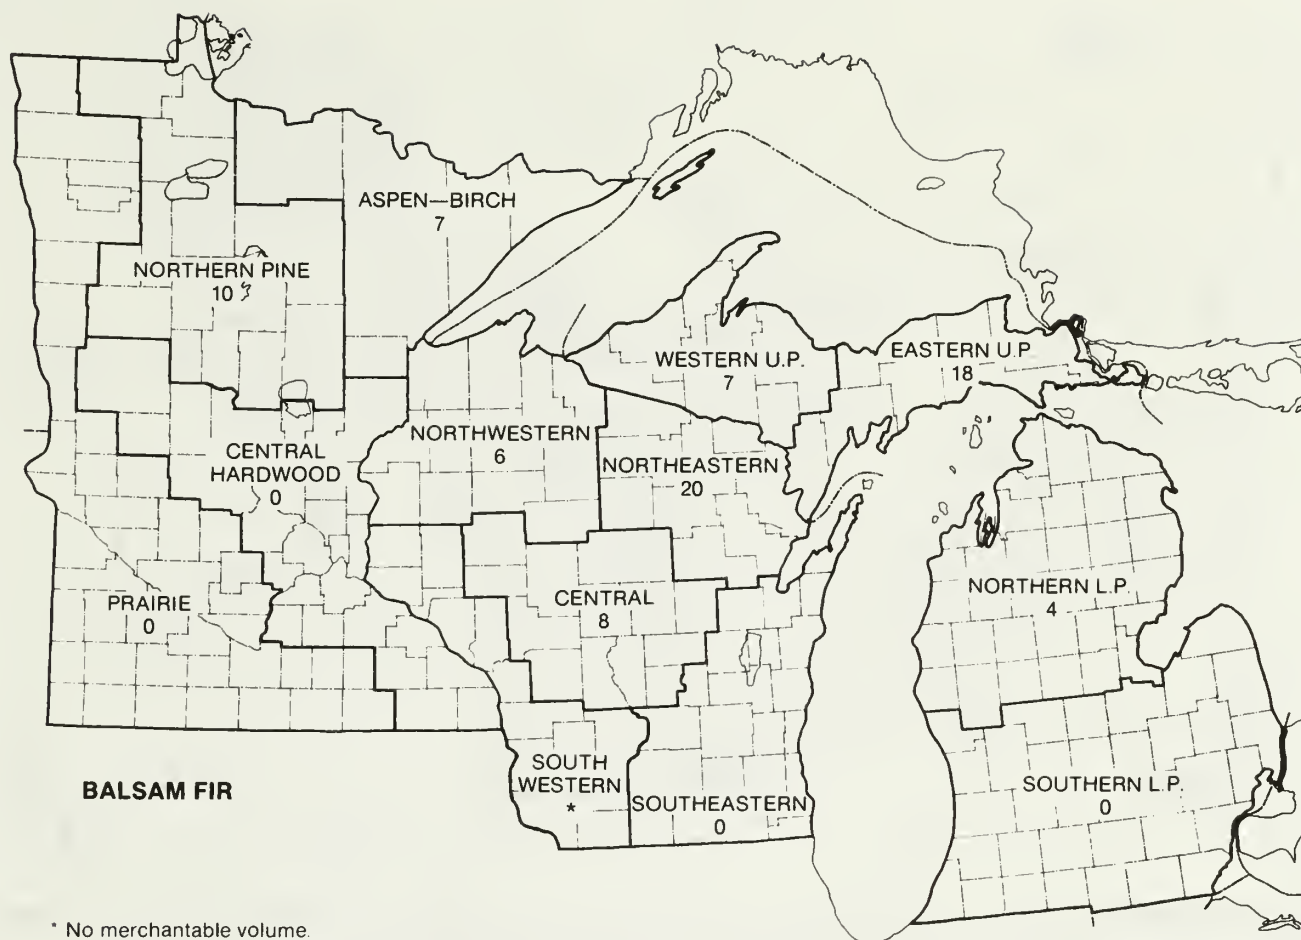 ASPEN—BIRCH
7
NORTHERN PINE
10
WESTERN U.P.
7
EASTERN U.P.
18
NORTHWESTERN
6
CENTRAL
HARDWOOD
0
NORTHEASTERN
20
PRAIRIE
0
CENTRAL
8
NORTHERN L.P.
4
SOUTH
WESTERN
*
SOUTHEASTERN
0
SOUTHERN L.P.
0
BALSAM FIR
* No merchantable volume.